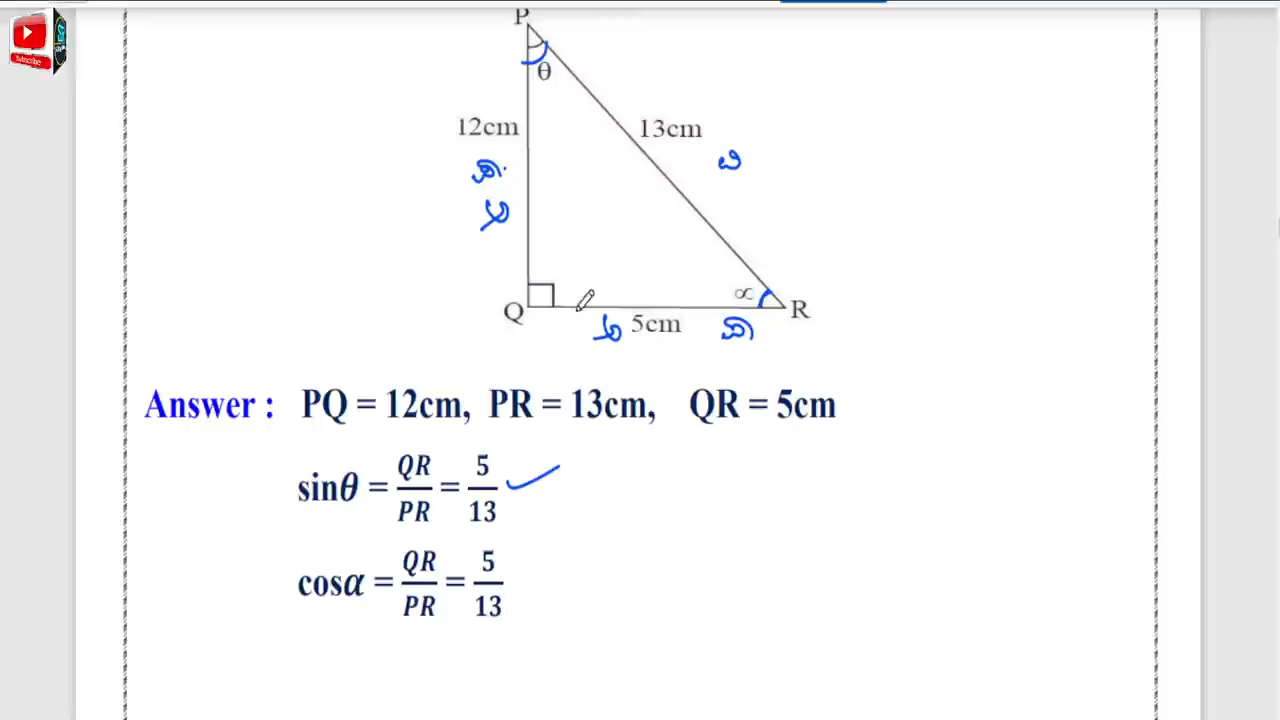 Subscribe
P
θ
12cm
13cm
ವಿ
ಪಾ
∝
Q
R
5cm
Answer : PQ = 12cm, PR = 13cm, QR = 5cm
sinθ = QR/PR = 5/13
cosα = QR/PR = 5/13